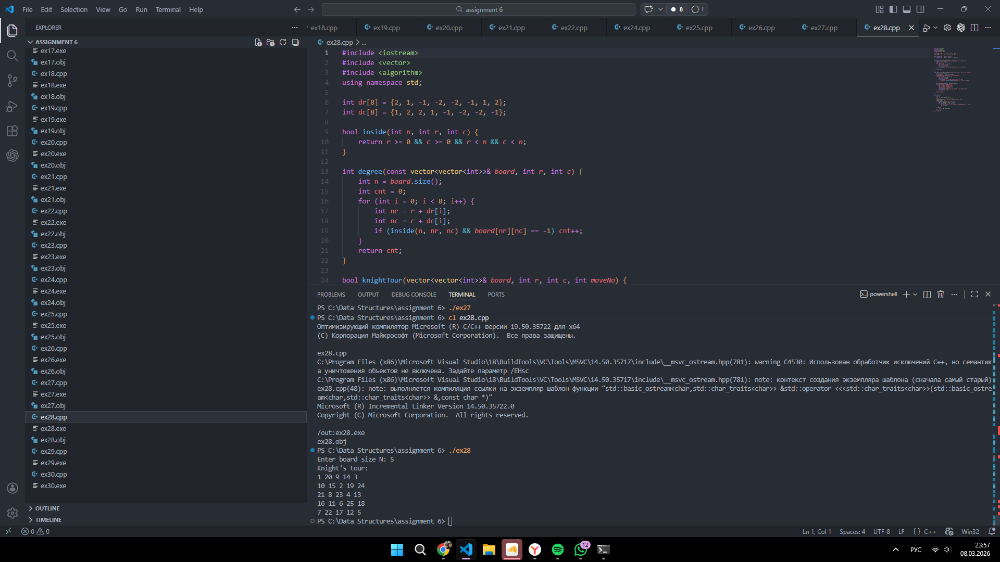 File Edit Selection View Go Run Terminal Help
assignment 6
8
1
EXPLORER
ASSIGNMENT 6
ex17.exe
ex17.obj
ex18.cpp
ex18.exe
ex18.obj
ex19.cpp
ex19.exe
ex19.obj
ex20.cpp
ex20.exe
ex20.obj
ex21.cpp
ex21.exe
ex21.obj
ex22.cpp
ex22.exe
ex22.obj
ex23.cpp
ex23.exe
ex23.obj
ex24.cpp
ex24.exe
ex24.obj
ex25.cpp
ex25.exe
ex25.obj
ex26.cpp
ex26.exe
ex26.obj
ex27.cpp
ex27.exe
ex27.obj
ex28.cpp
ex28.exe
ex28.obj
ex29.cpp
ex29.exe
ex30.cpp
ex30.exe
OUTLINE
TIMELINE
ex18.cpp ex19.cpp ex20.cpp ex21.cpp ex22.cpp ex24.cpp ex25.cpp ex26.cpp ex27.cpp ex28.cpp
ex28.cpp > ...
1 #include <iostream>
2 #include <vector>
3 #include <algorithm>
4 using namespace std;
5
6 int dr[8] = {2, 1, -1, -2, -2, -1, 1, 2};
7 int dc[8] = {1, 2, 2, 1, -1, -2, -2, -1};
8
9 bool inside(int n, int r, int c) {
10 return r >= 0 && c >= 0 && r < n && c < n;
11 }
12
13 int degree(const vector<vector<int>>& board, int r, int c) {
14 int n = board.size();
15 int cnt = 0;
16 for (int i = 0; i < 8; i++) {
17 int nr = r + dr[i];
18 int nc = c + dc[i];
19 if (inside(n, nr, nc) && board[nr][nc] == -1) cnt++;
20 }
21 return cnt;
22 }
23
24 bool knightTour(vector<vector<int>>& board, int r, int c, int moveNo) {
PROBLEMS OUTPUT DEBUG CONSOLE TERMINAL PORTS
powershell
PS C:\Data Structures\assignment 6> ./ex27
PS C:\Data Structures\assignment 6> cl ex28.cpp
Оптимизирующий компилятор Microsoft (R) C/C++ версии 19.50.35722 для x64
(C) Корпорация Майкрософт (Microsoft Corporation).  Все права защищены.
ex28.cpp
C:\Program Files (x86)\Microsoft Visual Studio\18\BuildTools\VC\Tools\MSVC\14.50.35717\include\__msvc_ostream.hpp(781): warning C4530: Использован обработчик исключений C++, но семантик
а уничтожения объектов не включена. Задайте параметр /EHsc
C:\Program Files (x86)\Microsoft Visual Studio\18\BuildTools\VC\Tools\MSVC\14.50.35717\include\__msvc_ostream.hpp(781): note: контекст создания экземпляра шаблона (сначала самый старый)
ex28.cpp(48): note: выполняется компиляция ссылки на экземпляр шаблон функции "std::basic_ostream<char,std::char_traits<char>> &std::operator <<<std::char_traits<char>>(std::basic_ostre
am<char,std::char_traits<char>> &,const char *)"
Microsoft (R) Incremental Linker Version 14.50.35722.0
Copyright (C) Microsoft Corporation.  All rights reserved.
/out:ex28.exe
ex28.obj
PS C:\Data Structures\assignment 6> ./ex28
Enter board size N: 5
Knight's tour:
1 20 9 14 3
10 15 2 19 24
21 8 23 4 13
16 11 6 25 18
7 22 17 12 5
PS C:\Data Structures\assignment 6>
0 0
Ln 1, Col 1 Spaces: 4 UTF-8 LF {} C++ Win32
12
РУС
23:57
08.03.2026